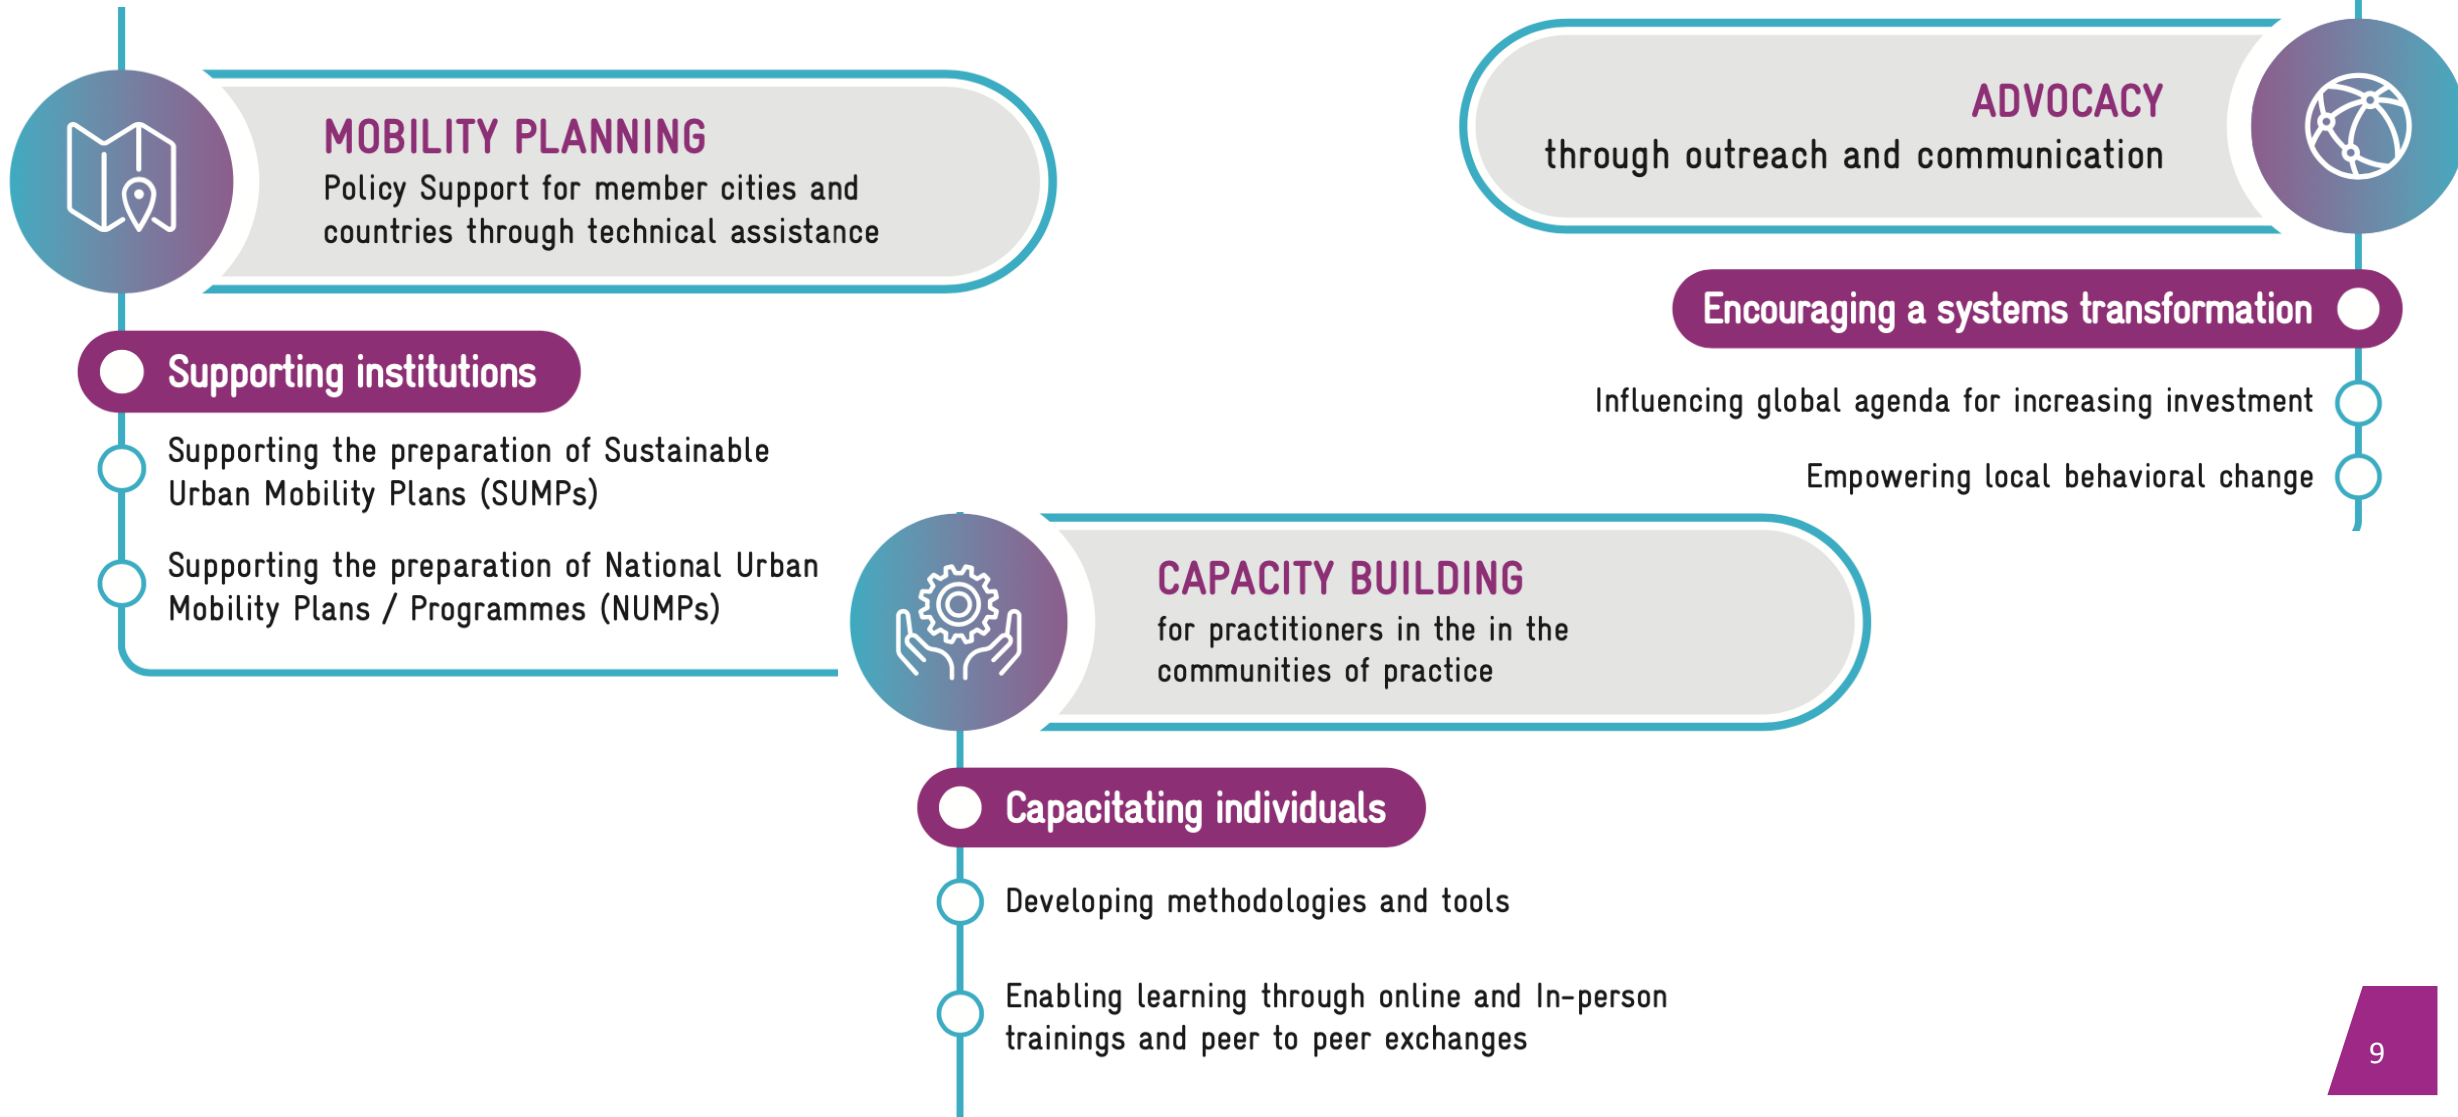 MOBILITY PLANNING
Policy Support for member cities and
countries through technical assistance
Supporting institutions
Supporting the preparation of Sustainable
Urban Mobility Plans (SUMPs)
Supporting the preparation of National Urban
Mobility Plans / Programmes (NUMPs)
ADVOCACY
through outreach and communication
Encouraging a systems transformation
Influencing global agenda for increasing investment
Empowering local behavioral change
CAPACITY BUILDING
for practitioners in the in the
communities of practice
Capacitating individuals
Developing methodologies and tools
Enabling learning through online and In-person
trainings and peer to peer exchanges
9